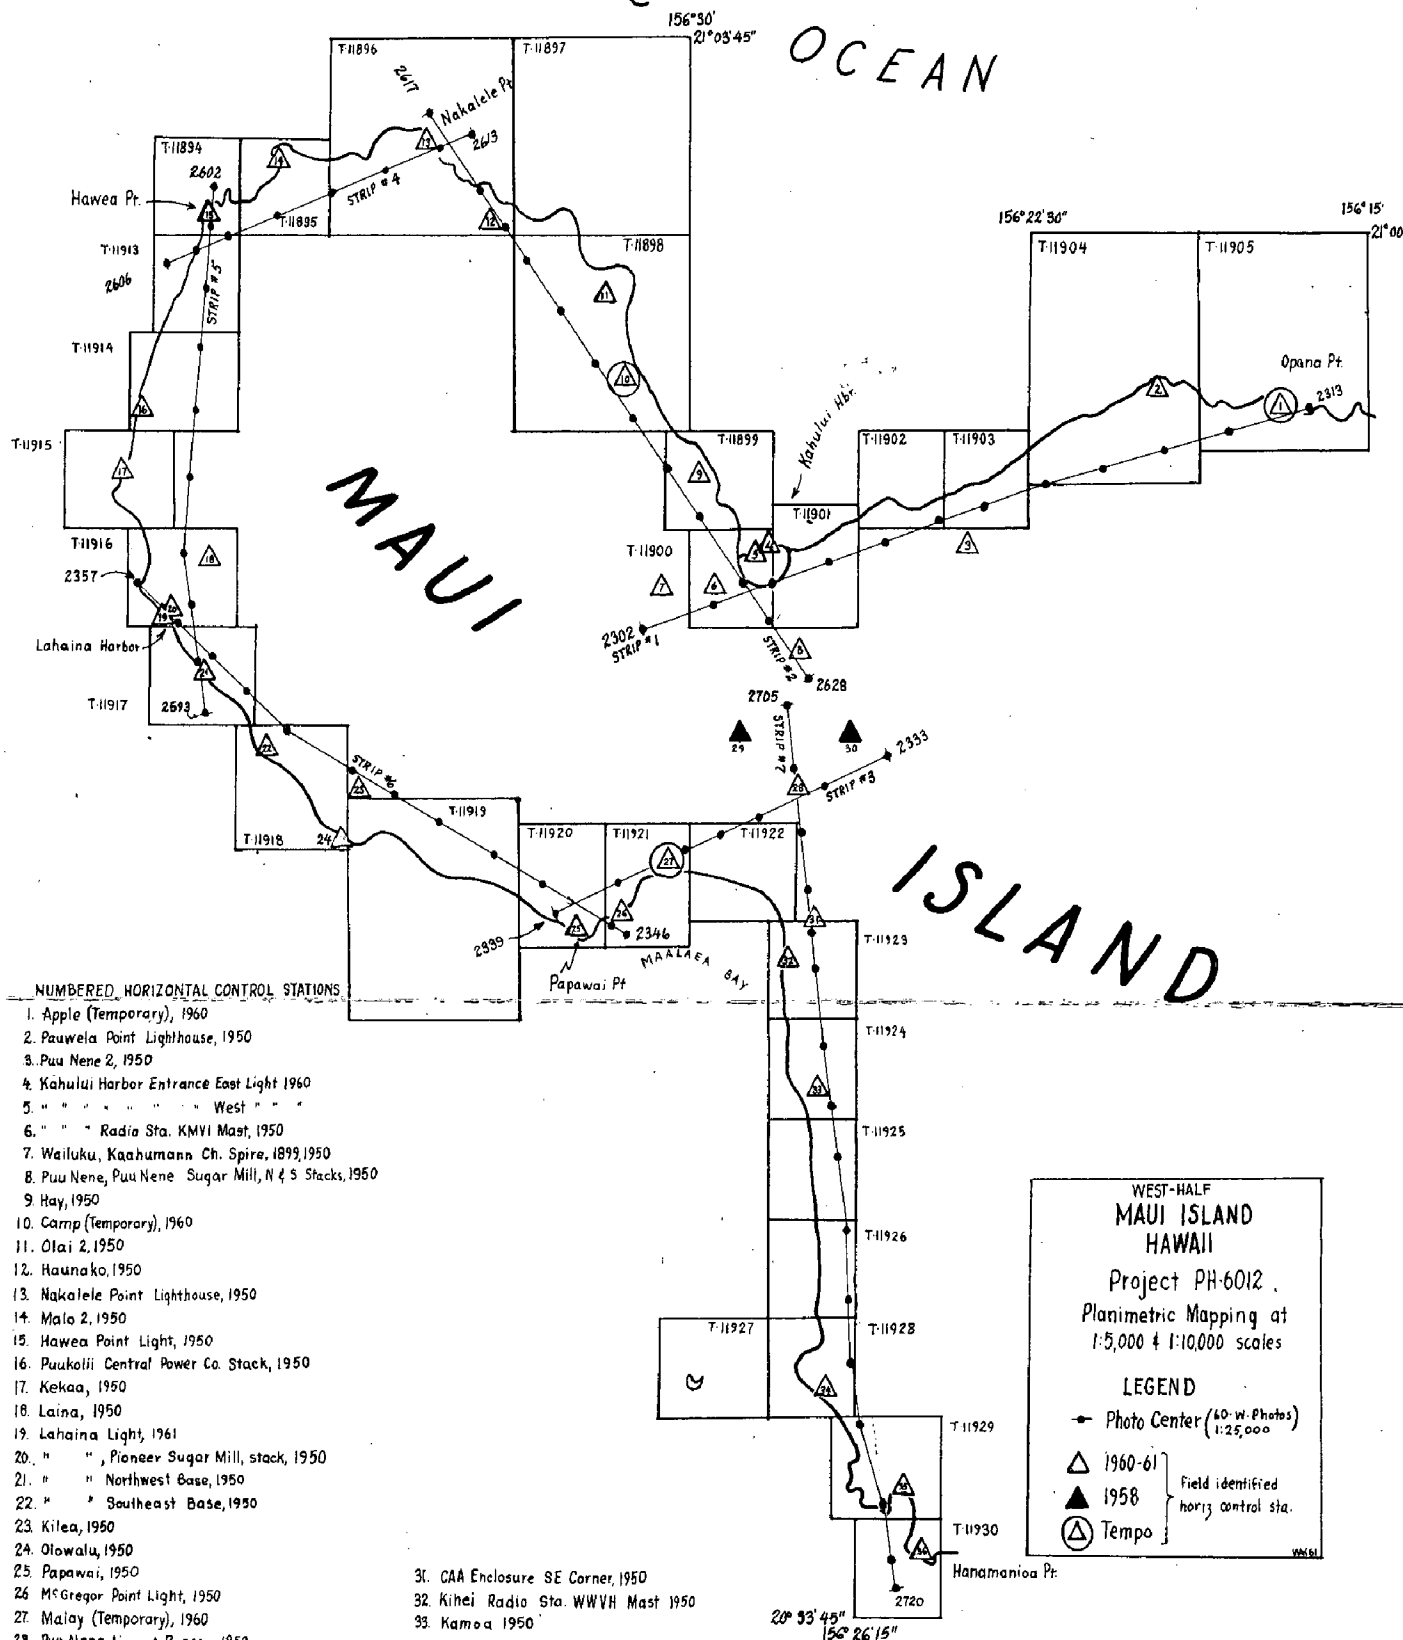 156°30'
21°03'45"
OCEAN
T-11896
T-11897
2617
Nakalele Pt.
2613
T-11894
2602
Hawea Pt.
STRIP #4
T-11895
T-11913
2606
STRIP #5
T-11898
156°22'30"
156°15'
21°00
T-11904
T-11905
T-11914
Opana Pt.
2313
Kahului Hbr.
T-11915
T-11899
T-11902
T-11903
T-11901
MAUI
T-11916
T-11900
2357
Lahaina Harbor
2302
STRIP #1
STRIP #2
2628
T-11917
2593
2705
STRIP #7
29
30
2333
STRIP #3
STRIP #6
T-11919
T-11918
24
T-11920
T-11921
T-11922
ISLAND
2339
2346
Papawai Pt
MAALAEA BAY
T-11923
T-11924
T-11925
T-11926
T-11927
T-11928
T-11929
T-11930
Hanamanioa Pt.
2720
20° 33' 45"
156° 26' 15"
NUMBERED HORIZONTAL CONTROL STATIONS
1. Apple (Temporary), 1960
2. Pauwela Point Lighthouse, 1950
3. Puu Nene 2, 1950
4. Kahului Harbor Entrance East Light 1960
5. " " " " " " " West " " "
6. " " " Radio Sta. KMVI Mast, 1950
7. Wailuku, Kaahumann Ch. Spire, 1899, 1950
8. Puu Nene, Puu Nene Sugar Mill, N & S Stacks, 1950
9. Hay, 1950
10. Camp (Temporary), 1960
11. Olai 2, 1950
12. Haunako, 1950
13. Nakalele Point Lighthouse, 1950
14. Malo 2, 1950
15. Hawea Point Light, 1950
16. Puukolii Central Power Co. Stack, 1950
17. Kekaa, 1950
18. Laina, 1950
19. Lahaina Light, 1961
20. " ", Pioneer Sugar Mill, stack, 1950
21. " " Northwest Base, 1950
22. " " Southeast Base, 1950
23. Kilea, 1950
24. Olowalu, 1950
25. Papawai, 1950
26 McGregor Point Light, 1950
27. Malay (Temporary), 1960
31. CAA Enclosure SE Corner, 1950
32. Kihei Radio Sta. WWVH Mast 1950
33. Kamoa 1950
WEST-HALF
MAUI ISLAND
HAWAII
Project PH-6012.
Planimetric Mapping at
1:5,000 & 1:10,000 scales
LEGEND
Photo Center (60-W-Photos) 1:25,000
1960-61
1958
Tempo
Field identified
horiz control sta.